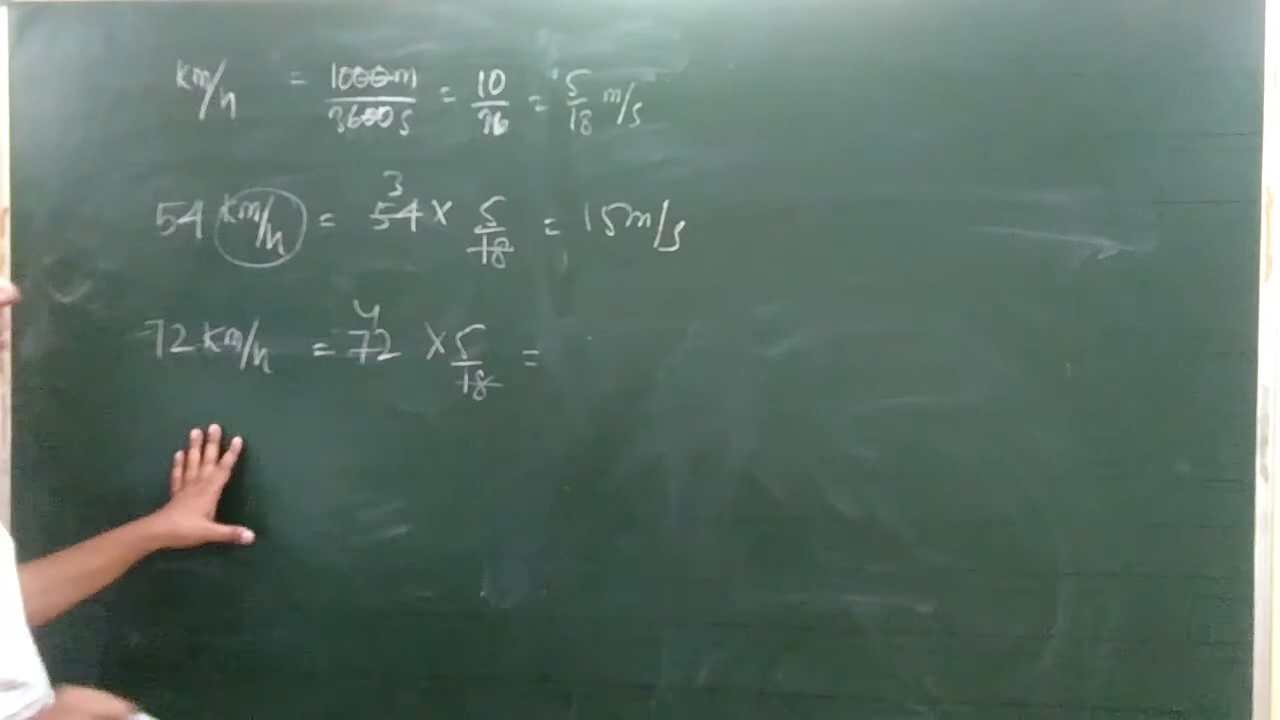 km/h = 1000m/3600s = 10/36 = 5/18 m/s
54 km/h = 3 54 × 5/18 = 15m/s
72 km/h = 4 72 × 5/18 =